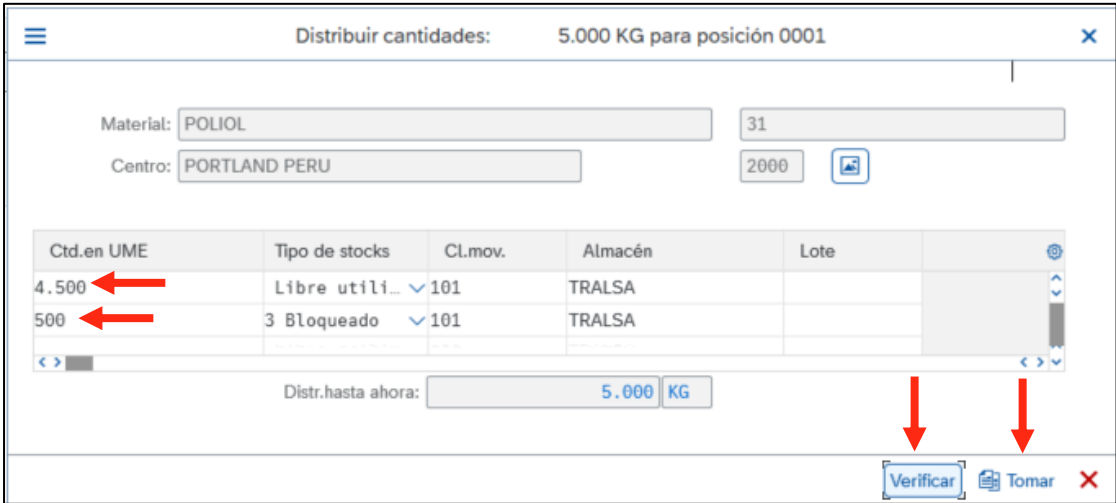 Distribuir cantidades: 5.000 KG para posición 0001
Material: POLIOL 31
Centro: PORTLAND PERU 2000
Ctd.en UME Tipo de stocks Cl.mov. Almacén Lote
4.500 Libre utili… 101 TRALSA
500 3 Bloqueado 101 TRALSA
Distr.hasta ahora: 5.000 KG
Verificar Tomar